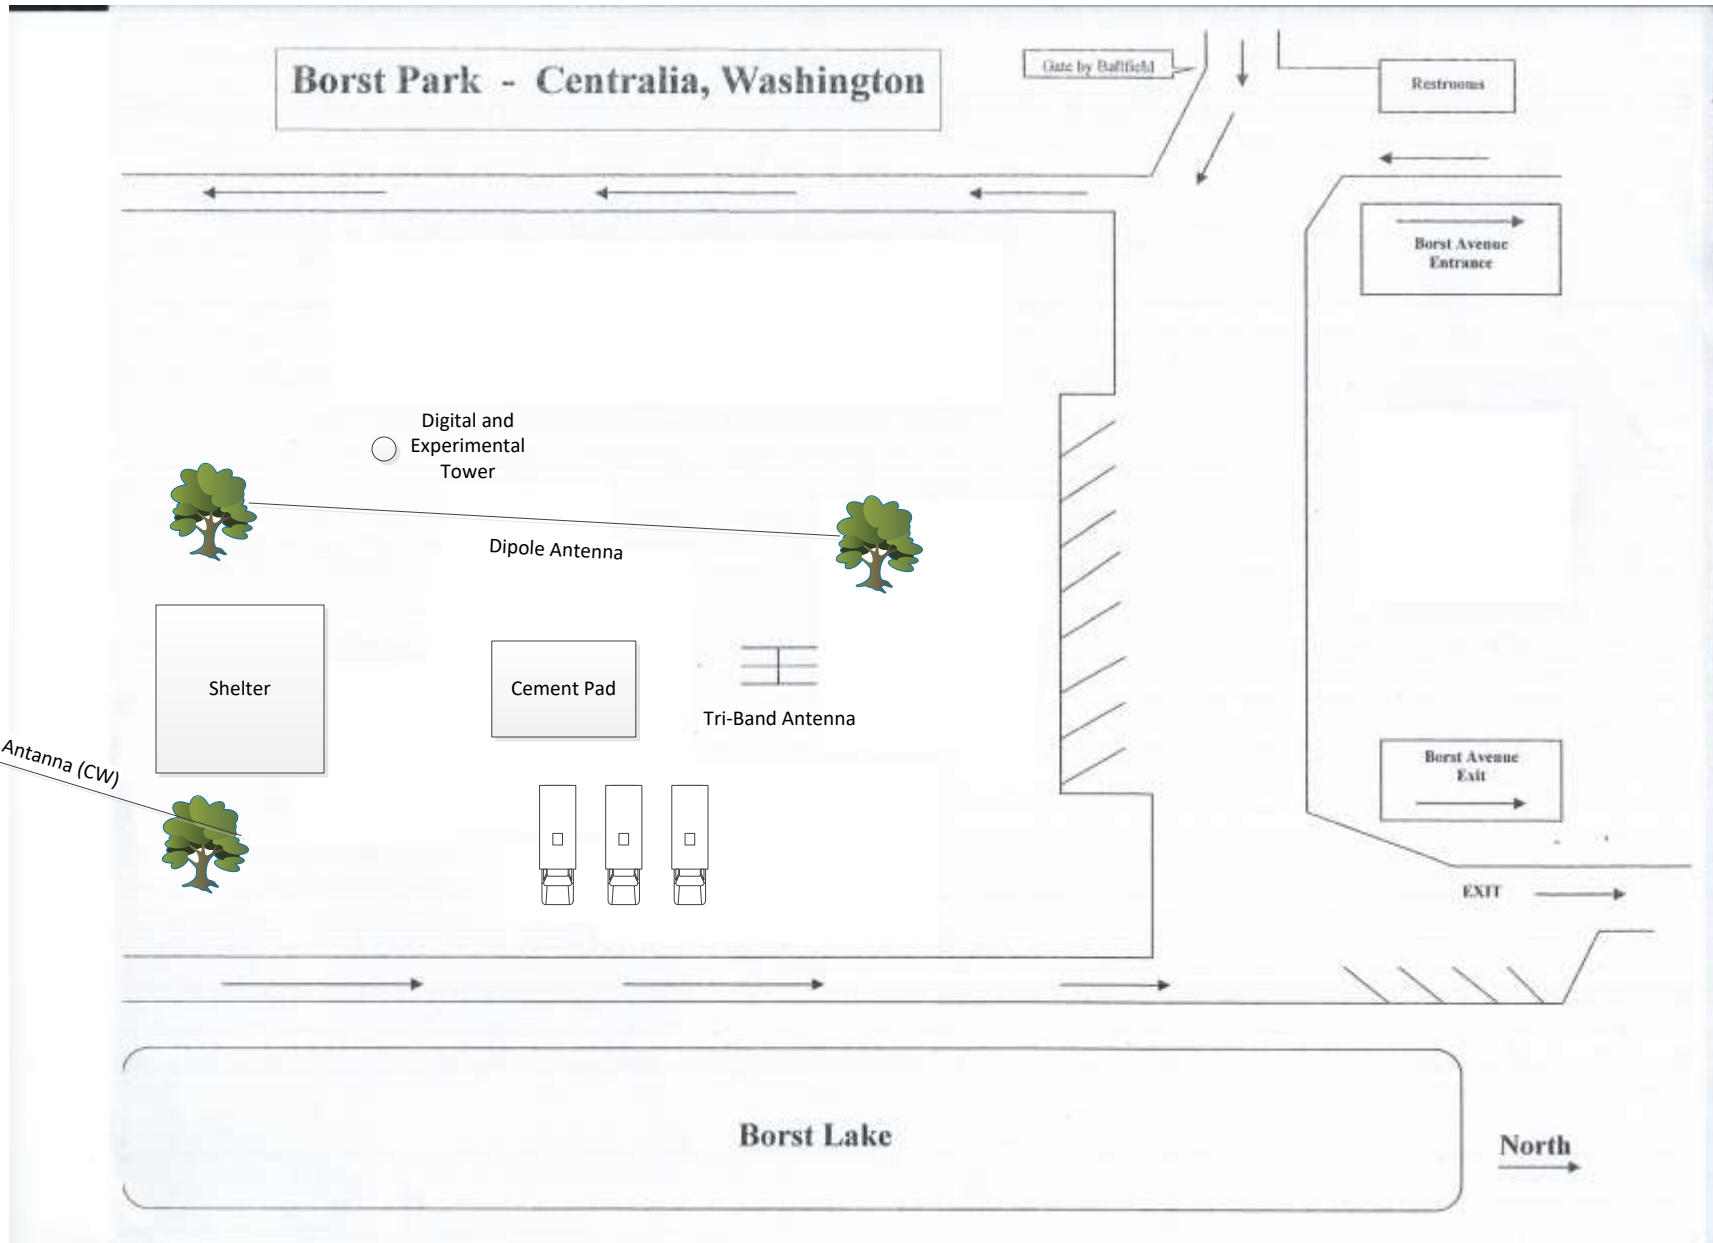 Borst Park - Centralia, Washington
Gate by Ballfield
Restrooms
Borst Avenue
Entrance
Digital and
Experimental
Tower
Dipole Antenna
Shelter
Cement Pad
Tri-Band Antenna
Antanna (CW)
Borst Avenue
Exit
EXIT
Borst Lake
North